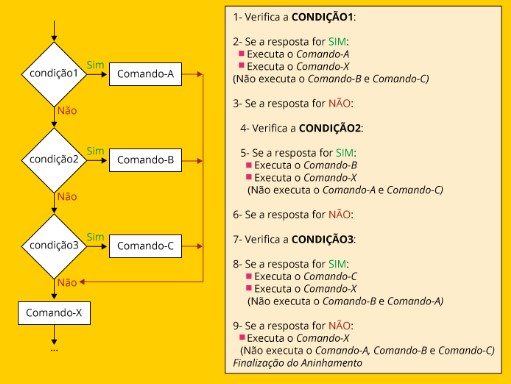 condição1
Sim
Comando-A
Não
condição2
Sim
Comando-B
Não
condição3
Sim
Comando-C
Não
Comando-X
...
1- Verifica a CONDIÇÃO1:
2- Se a resposta for SIM:
Executa o Comando-A
Executa o Comando-X
(Não executa o Comando-B e Comando-C)
3- Se a resposta for NÃO:
4- Verifica a CONDIÇÃO2:
5- Se a resposta for SIM:
Executa o Comando-B
Executa o Comando-X
(Não executa o Comando-A e Comando-C)
6- Se a resposta for NÃO:
7- Verifica a CONDIÇÃO3:
8- Se a resposta for SIM:
Executa o Comando-C
Executa o Comando-X
(Não executa o Comando-B e Comando-A)
9- Se a resposta for NÃO:
Executa o Comando-X
(Não executa o Comando-A, Comando-B e Comando-C)
Finalização do Aninhamento